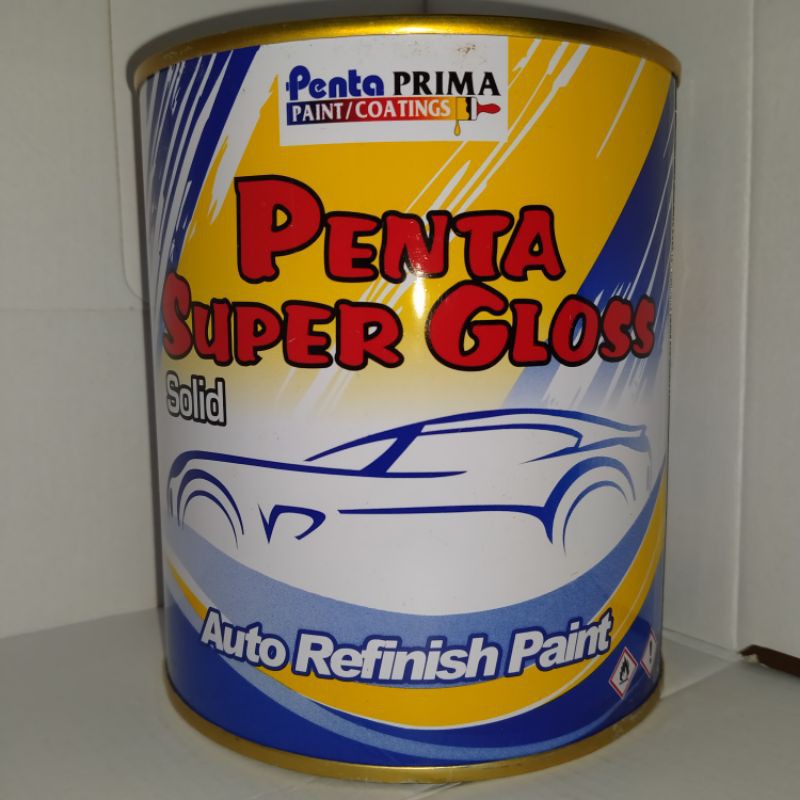 Penta PRIMA
PAINT/COATINGS
PENTA
SUPER GLOSS
Solid
Auto Refinish Paint